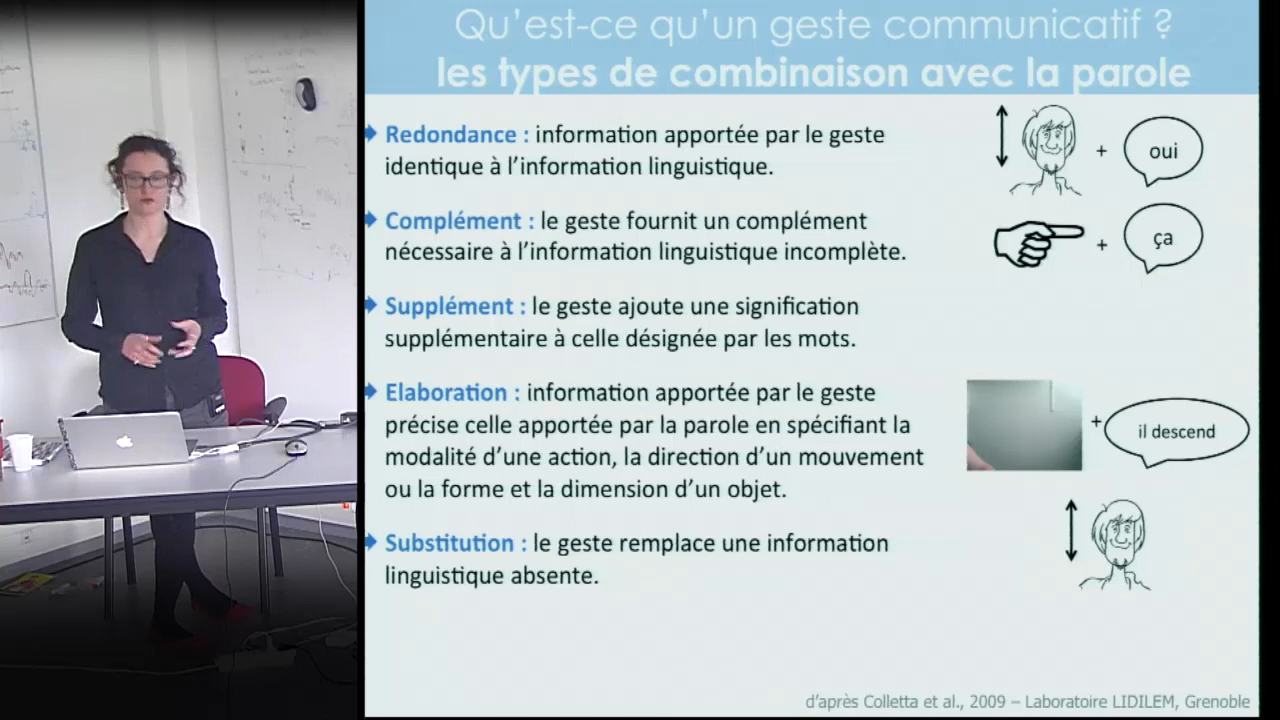 Qu’est-ce qu’un geste communicatif ?
les types de combinaison avec la parole
Redondance : information apportée par le geste
identique à l’information linguistique.
oui
Complément : le geste fournit un complément
nécessaire à l’information linguistique incomplète.
+ ça
Supplément : le geste ajoute une signification
supplémentaire à celle désignée par les mots.
Elaboration : information apportée par le geste
précise celle apportée par la parole en spécifiant la
modalité d’une action, la direction d’un mouvement
ou la forme et la dimension d’un objet.
+ il descend
Substitution : le geste remplace une information
linguistique absente.
d’après Colletta et al., 2009 – Laboratoire LIDILEM, Grenoble